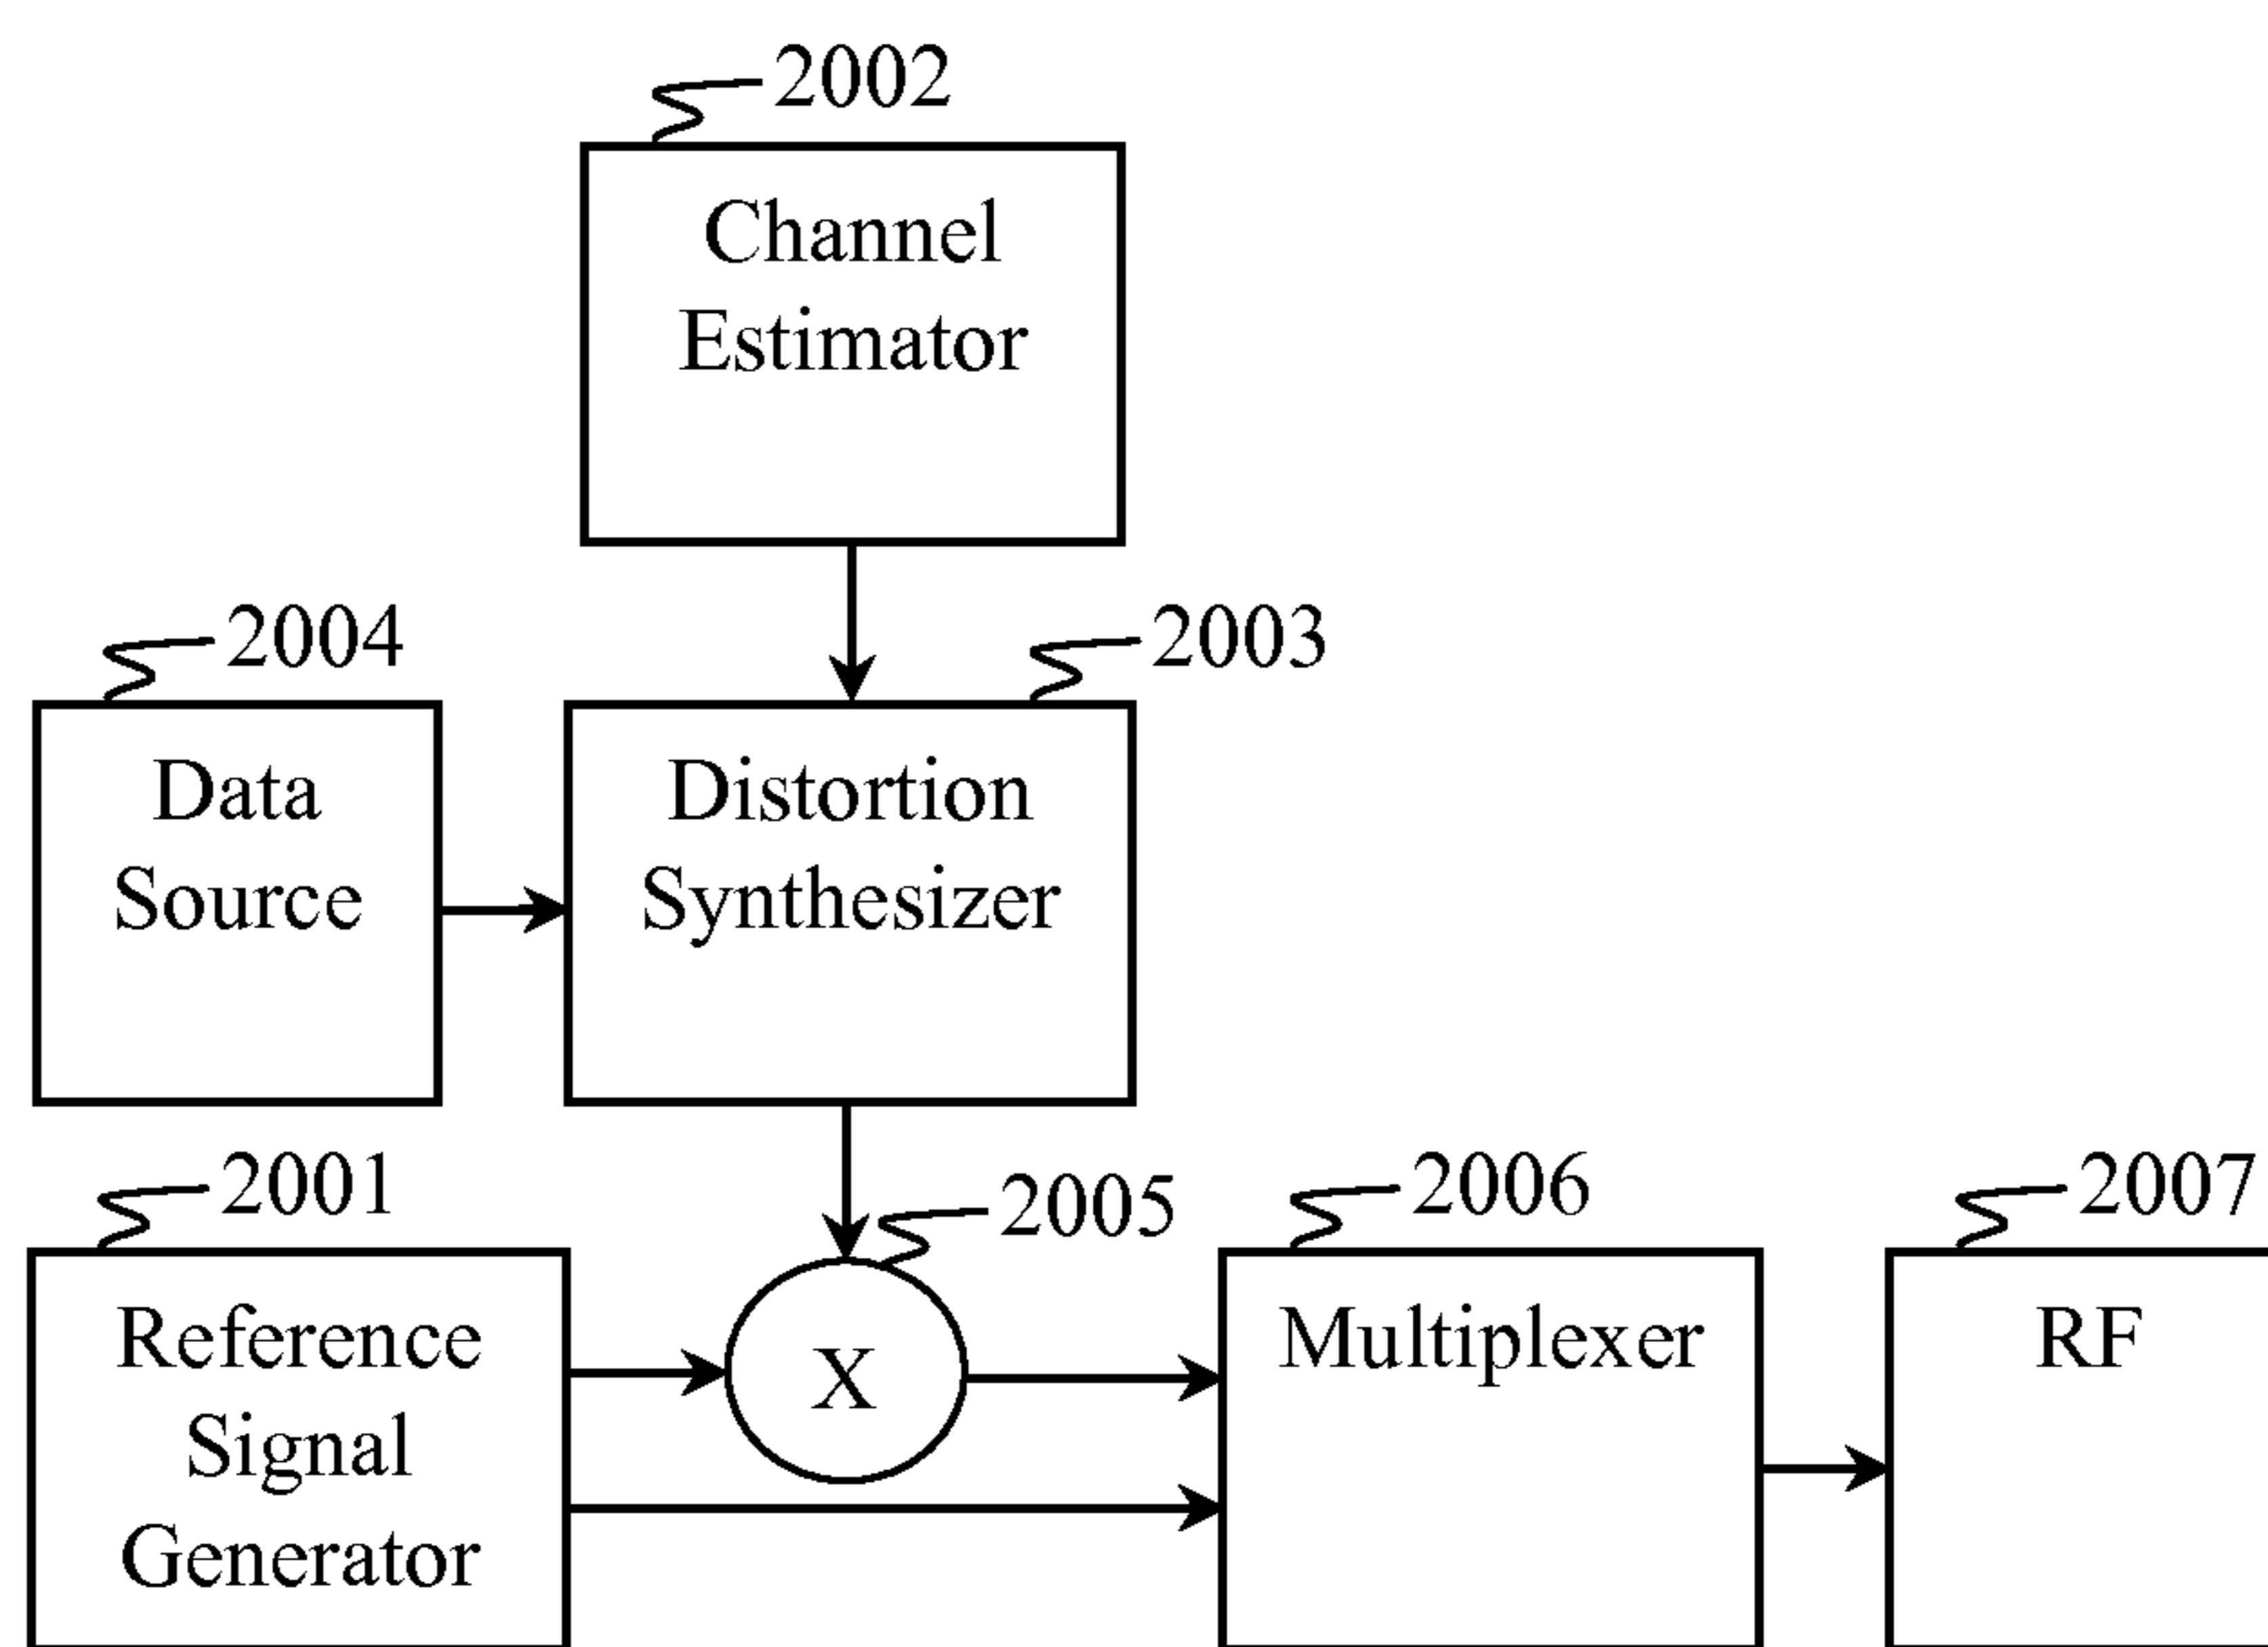 2002
Channel
Estimator
2004
2003
Data
Source
Distortion
Synthesizer
2001
2005
2006
2007
Reference
Signal
Generator
X
Multiplexer
RF